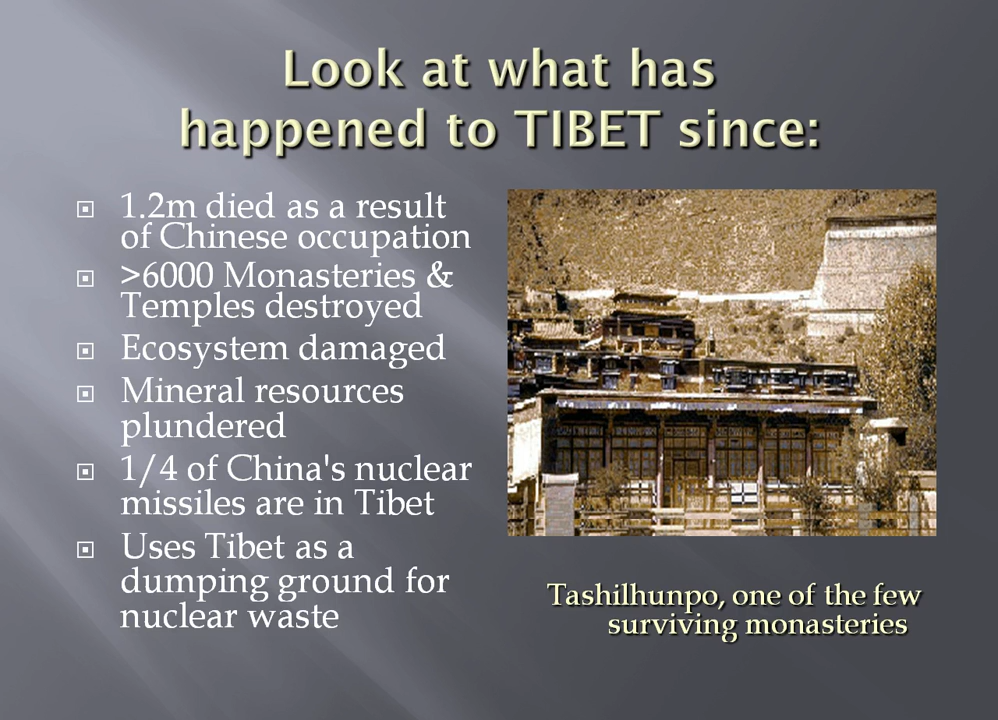 Look at what has
happened to TIBET since:
1.2m died as a result
of Chinese occupation
>6000 Monasteries &
Temples destroyed
Ecosystem damaged
Mineral resources
plundered
1/4 of China's nuclear
missiles are in Tibet
Uses Tibet as a
dumping ground for
nuclear waste
Tashilhunpo, one of the few
surviving monasteries